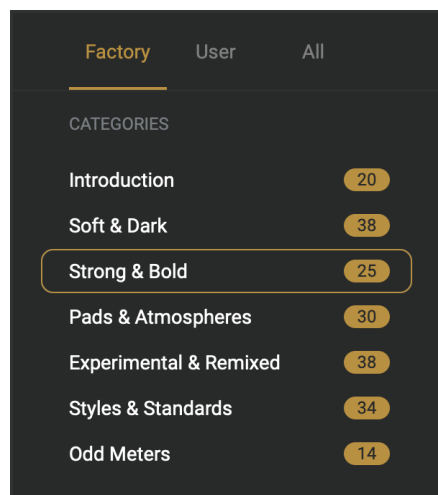 Factory User All
CATEGORIES
Introduction 20
Soft & Dark 38
Strong & Bold 25
Pads & Atmospheres 30
Experimental & Remixed 38
Styles & Standards 34
Odd Meters 14